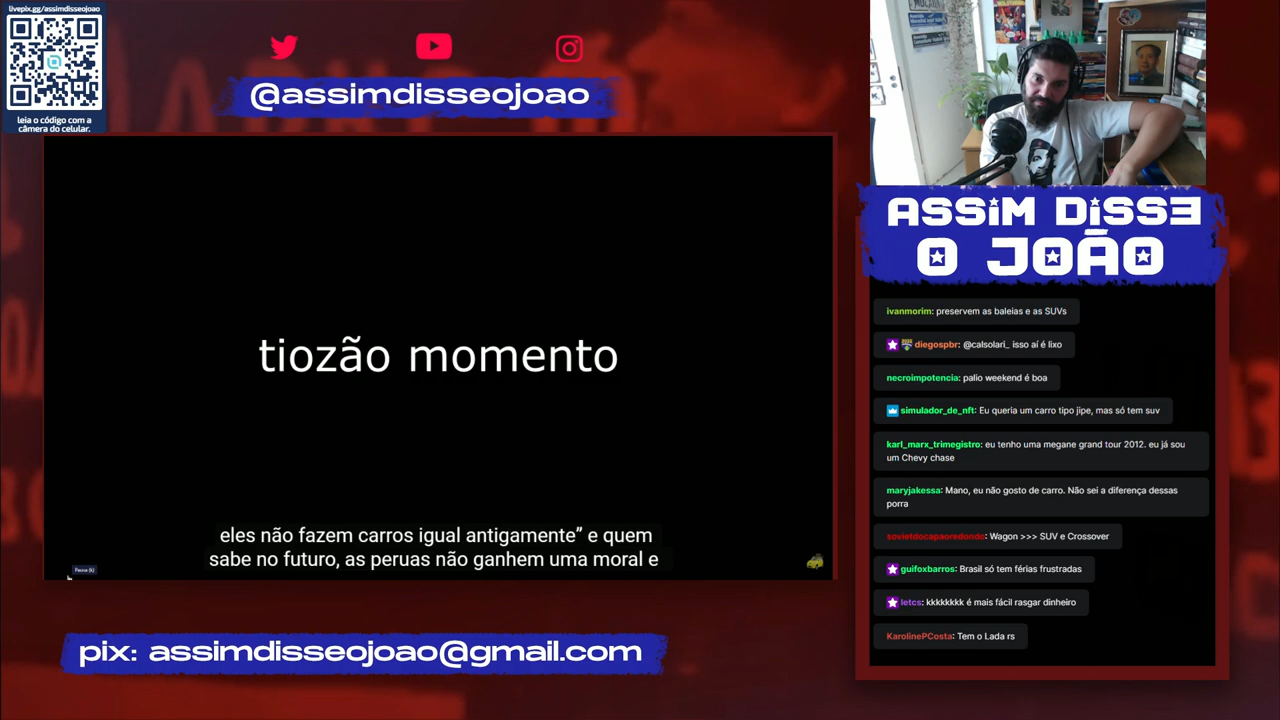 livepix.gg/assimdisseojoao
leia o código com a
câmera do celular.
@assimdisseojoao
tiozão momento
eles não fazem carros igual antigamente” e quem
sabe no futuro, as peruas não ganhem uma moral e
Pausa (k)
pix: assimdisseojoao@gmail.com
ASSiM DiSSE
O JOÃO
ivanmorim: preservem as baleias e as SUVs
diegospbr: @calsolari_ isso aí é lixo
necroimpotencia: palio weekend é boa
simulador_de_nft: Eu queria um carro tipo jipe, mas só tem suv
karl_marx_trimegistro: eu tenho uma megane grand tour 2012. eu já sou
um Chevy chase
maryjakessa: Mano, eu não gosto de carro. Não sei a diferença dessas
porra
sovietdocapaoredondo: Wagon >>> SUV e Crossover
guifoxbarros: Brasil só tem férias frustradas
letcs: kkkkkkkk é mais fácil rasgar dinheiro
KarolinePCosta: Tem o Lada rs